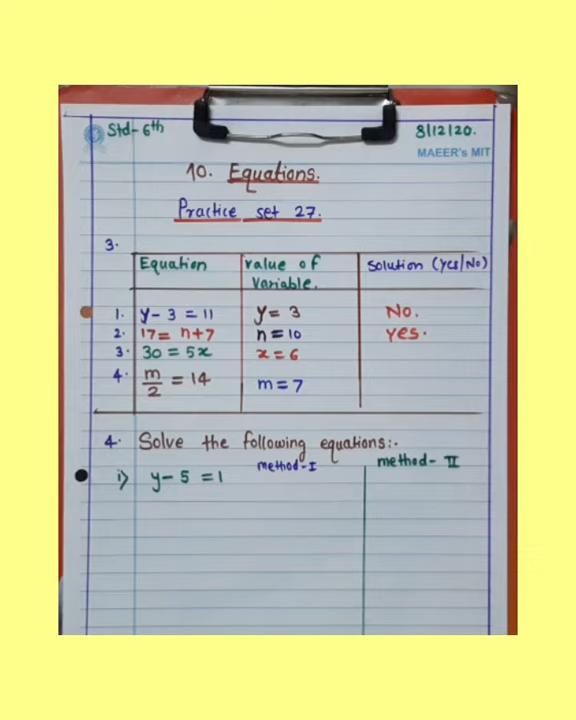 Std-6th
8/12/20.
MAEER's MIT
10. Equations.
Practice set 27.
3.
Equation value of Variable. Solution (Yes/No)
1. y-3 = 11 y= 3 No.
2. 17= n+7 n=10 Yes.
3. 30 = 5x x=6
4. m/2 = 14 m=7
4. Solve the following equations:-
method-I method-II
i) y-5 =1